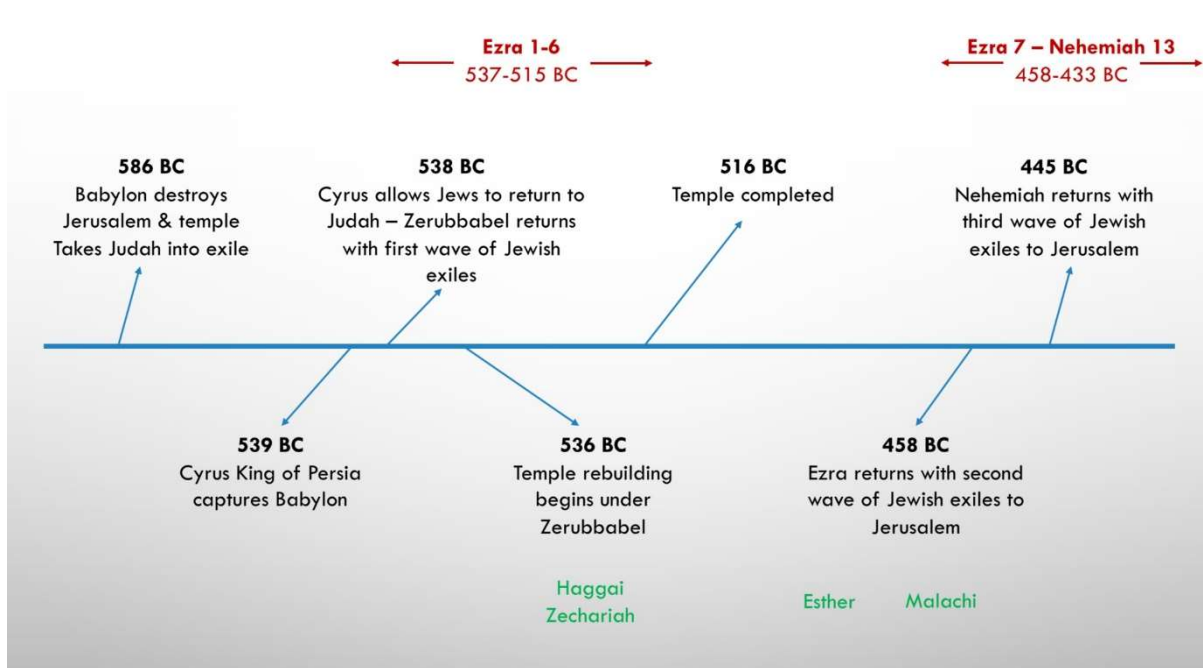 Ezra 1-6
537-515 BC
Ezra 7 – Nehemiah 13
458-433 BC
586 BC
Babylon destroys
Jerusalem & temple
Takes Judah into exile
538 BC
Cyrus allows Jews to return to
Judah – Zerubbabel returns
with first wave of Jewish
exiles
516 BC
Temple completed
445 BC
Nehemiah returns with
third wave of Jewish
exiles to Jerusalem
539 BC
Cyrus King of Persia
captures Babylon
536 BC
Temple rebuilding
begins under
Zerubbabel
458 BC
Ezra returns with second
wave of Jewish exiles to
Jerusalem
Haggai
Zechariah
Esther
Malachi